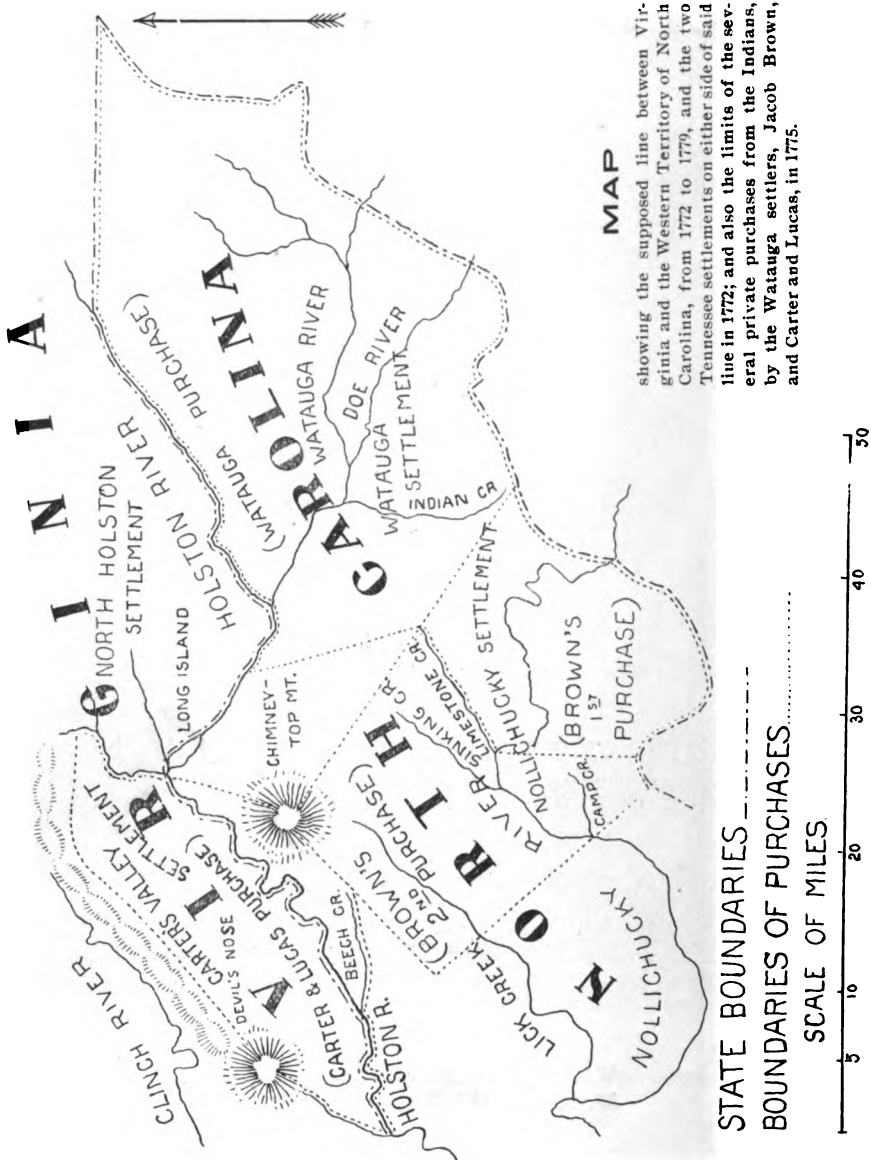 MAP
showing the supposed line between Vir-
ginia and the Western Territory of North
Carolina, from 1772 to 1779, and the two
Tennessee settlements on either side of said
liue in 1772; and also the limits of the sev-
eral private purchases from the Indians,
by the Watauga settlers, Jacob Brown,
and Carter and Lucas, in 1775.
VIRGINIA
NORTH CAROLINA
CLINCH RIVER
CARTERS VALLEY
SETTLEMENT
DEVIL'S NOSE
(CARTER & LUCAS PURCHASE)
BEECH CR.
HOLSTON R.
NORTH HOLSTON
SETTLEMENT
LONG ISLAND
HOLSTON RIVER
(WATAUGA PURCHASE)
CHIMNEY-
TOP MT.
WATAUGA RIVER
DOE RIVER
WATAUGA
SETTLEMENT
INDIAN CR
(BROWN'S
2ND PURCHASE)
LICK CREEK
SINKING CR.
LIMESTONE CR.
NOLLICHUCKY SETTLEMENT
(BROWN'S
1ST
PURCHASE)
CAMP CR.
NOLLICHUCKY RIVER
STATE BOUNDARIES
BOUNDARIES OF PURCHASES
SCALE OF MILES
5 10 20 30 40 50